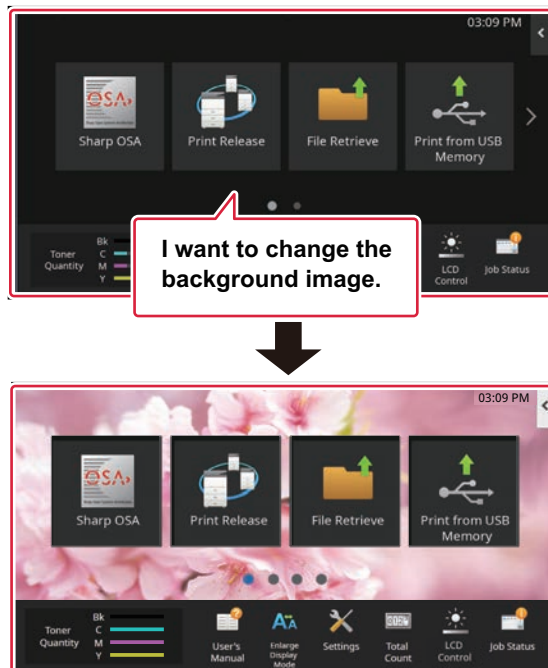 03:09 PM
OSA
Sharp OSA
Print Release
File Retrieve
Print from USB
Memory
Toner
Quantity
Bk
C
M
Y
I want to change the
background image.
LCD
Control
Job Status
03:09 PM
OSA
Sharp OSA
Print Release
File Retrieve
Print from USB
Memory
Toner
Quantity
Bk
C
M
Y
User's
Manual
Enlarge
Display
Mode
Settings
Total
Count
LCD
Control
Job Status